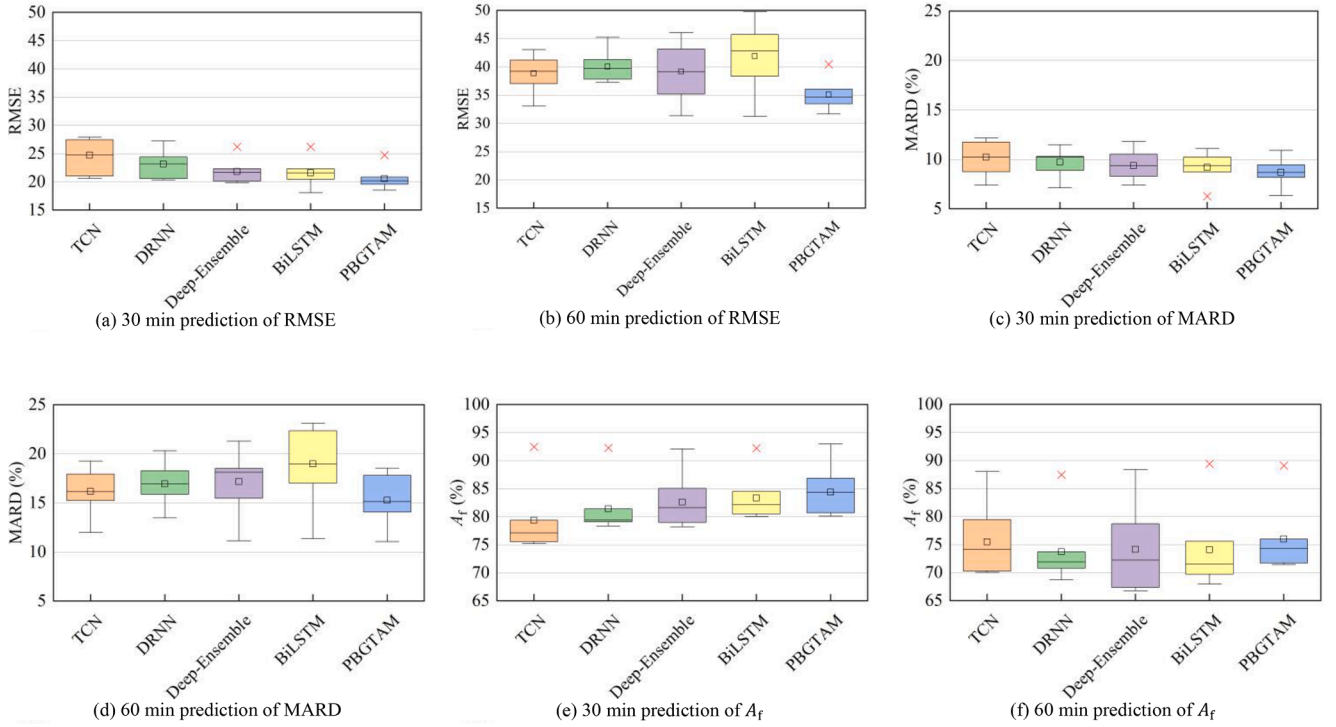 50
45
40
35
30
25
20
15
RMSE
TCN
DRNN
Deep-Ensemble
BiLSTM
PBGTAM
(a) 30 min prediction of RMSE
50
45
40
35
30
25
20
15
RMSE
TCN
DRNN
Deep-Ensemble
BiLSTM
PBGTAM
(b) 60 min prediction of RMSE
25
20
15
10
5
MARD (%)
TCN
DRNN
Deep-Ensemble
BiLSTM
PBGTAM
(c) 30 min prediction of MARD
25
20
15
10
5
MARD (%)
TCN
DRNN
Deep-Ensemble
BiLSTM
PBGTAM
(d) 60 min prediction of MARD
100
95
90
85
80
75
70
65
Af (%)
TCN
DRNN
Deep-Ensemble
BiLSTM
PBGTAM
(e) 30 min prediction of Af
100
95
90
85
80
75
70
65
Af (%)
TCN
DRNN
Deep-Ensemble
BiLSTM
PBGTAM
(f) 60 min prediction of Af